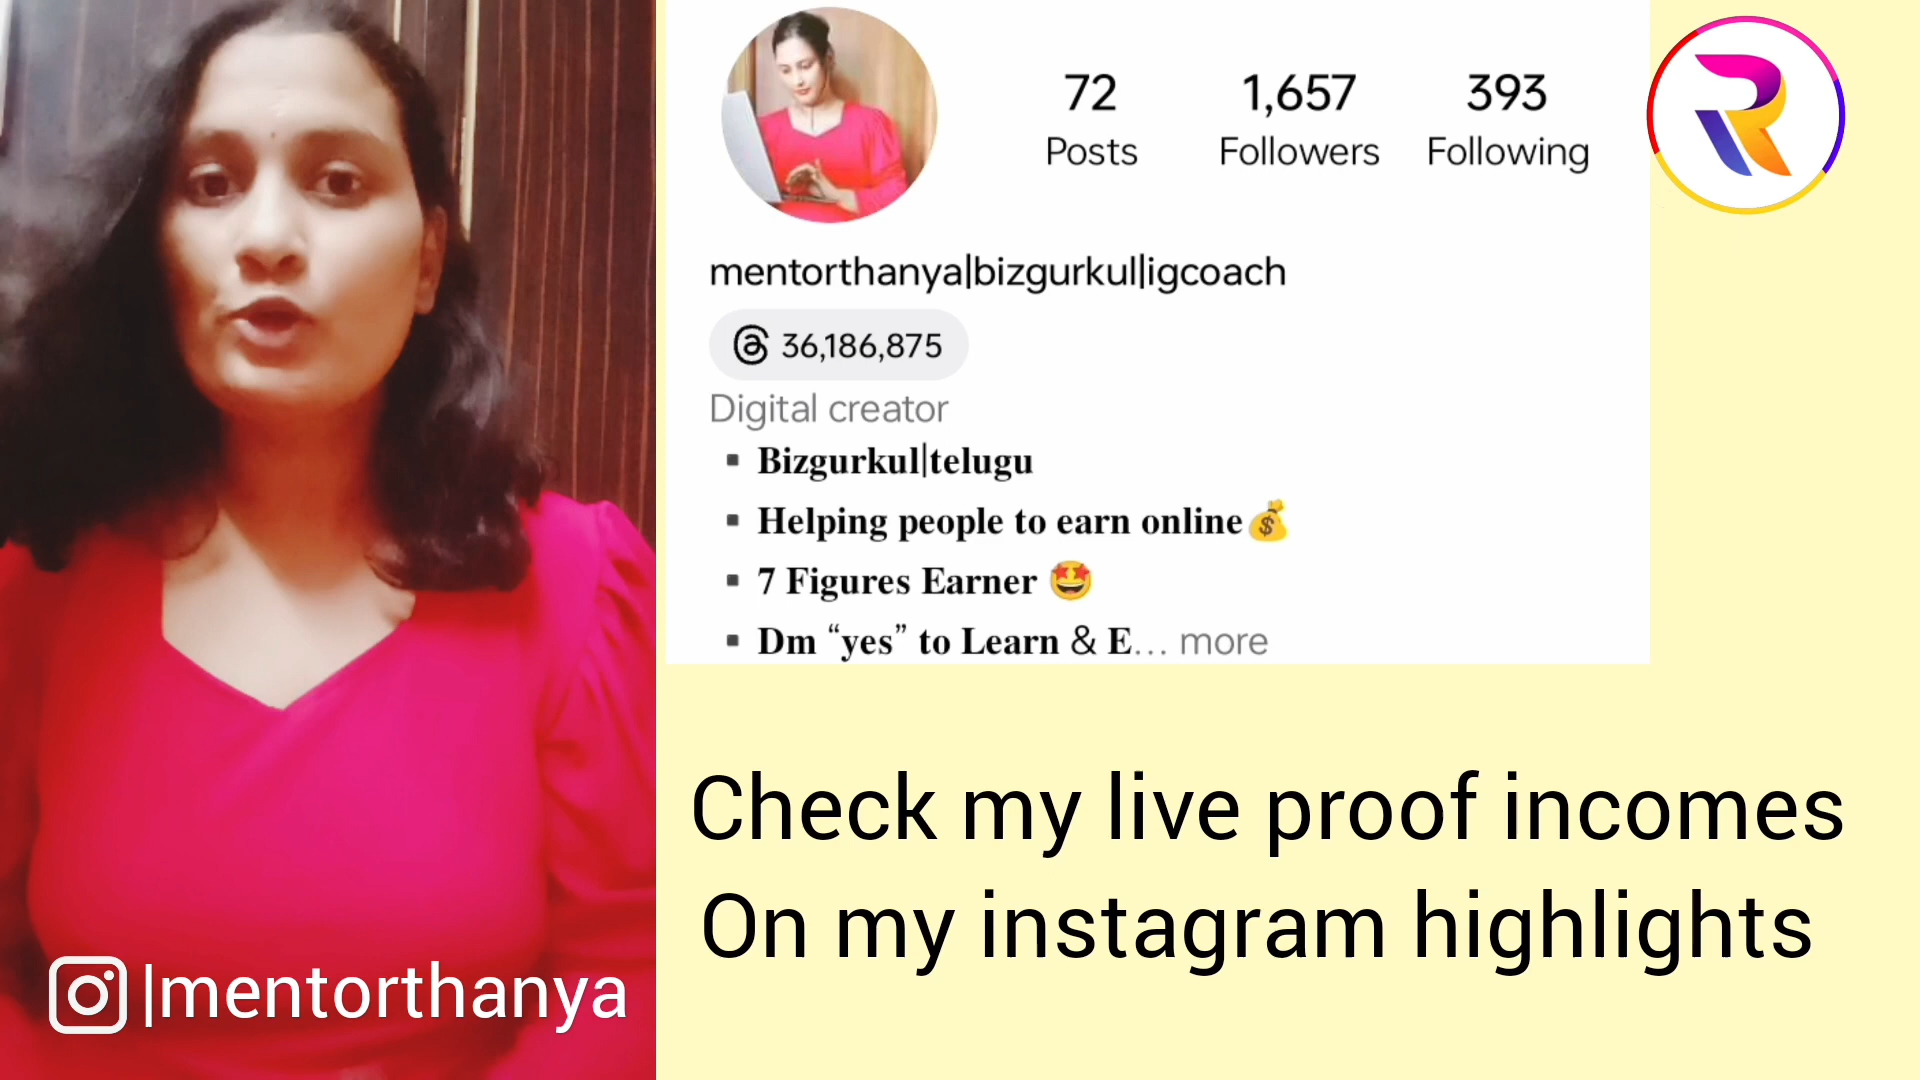 72 1,657 393
Posts Followers Following
mentorthanya|bizgurkul|igcoach
36,186,875
Digital creator
▪ Bizgurkul|telugu
▪ Helping people to earn online💰
▪ 7 Figures Earner 🤩
▪ Dm “yes” to Learn & E... more
Check my live proof incomes
On my instagram highlights
|mentorthanya